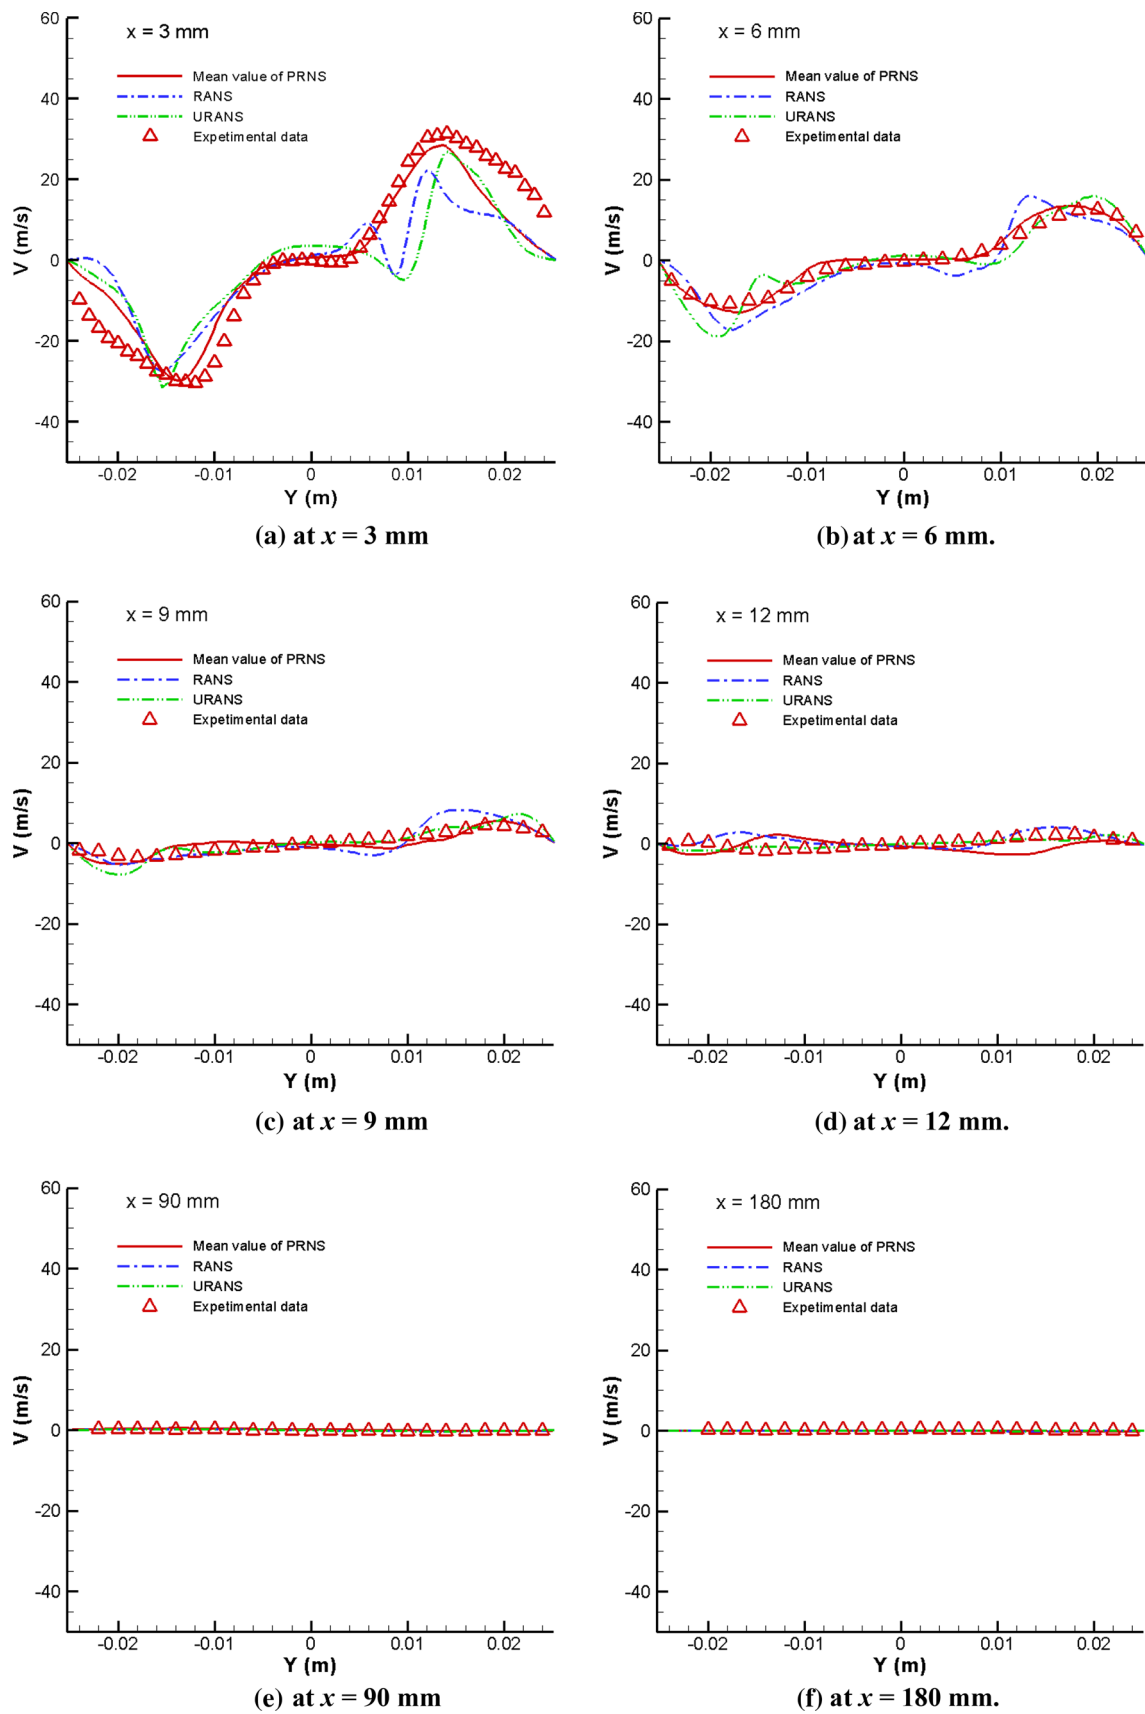 x = 3 mm
Mean value of PRNS
RANS
URANS
Expetimental data
60
40
20
0
-20
-40
V (m/s)
-0.02 -0.01 0 0.01 0.02
Y (m)
(a) at x = 3 mm
x = 6 mm
Mean value of PRNS
RANS
URANS
Expetimental data
60
40
20
0
-20
-40
V (m/s)
-0.02 -0.01 0 0.01 0.02
Y (m)
(b) at x = 6 mm.
x = 9 mm
Mean value of PRNS
RANS
URANS
Expetimental data
60
40
20
0
-20
-40
V (m/s)
-0.02 -0.01 0 0.01 0.02
Y (m)
(c) at x = 9 mm
x = 12 mm
Mean value of PRNS
RANS
URANS
Expetimental data
60
40
20
0
-20
-40
V (m/s)
-0.02 -0.01 0 0.01 0.02
Y (m)
(d) at x = 12 mm.
x = 90 mm
Mean value of PRNS
RANS
URANS
Expetimental data
60
40
20
0
-20
-40
V (m/s)
-0.02 -0.01 0 0.01 0.02
Y (m)
(e) at x = 90 mm
x = 180 mm
Mean value of PRNS
RANS
URANS
Expetimental data
60
40
20
0
-20
-40
V (m/s)
-0.02 -0.01 0 0.01 0.02
Y (m)
(f) at x = 180 mm.